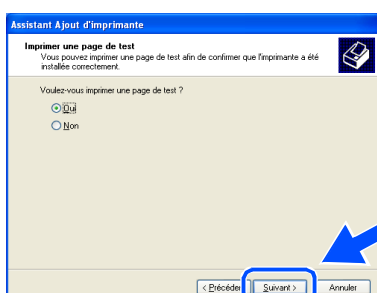 Assistant Ajout d'imprimante
Imprimer une page de test
Vous pouvez imprimer une page de test afin de confirmer que l'imprimante a été
installée correctement.
Voulez-vous imprimer une page de test ?
Oui
Non
< Précéden
Suivant >
Annuler